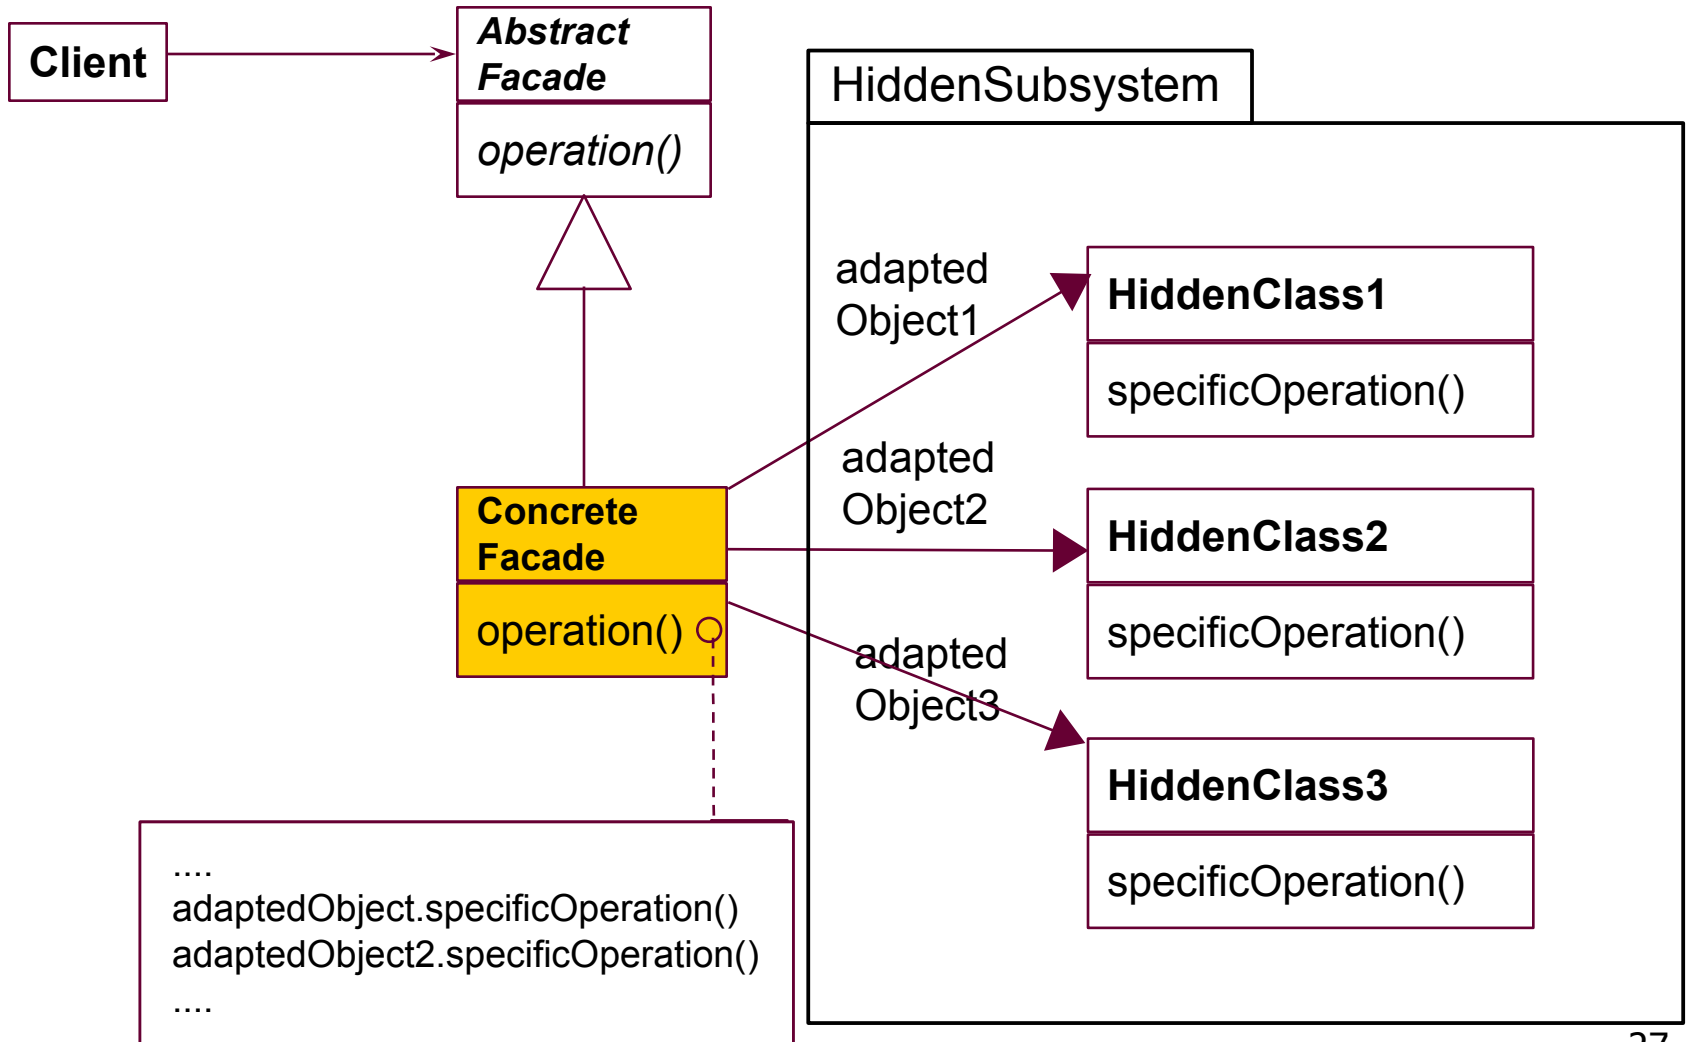 Client
Abstract
Facade
operation()
HiddenSubsystem
adapted
Object1
HiddenClass1
specificOperation()
adapted
Object2
HiddenClass2
specificOperation()
Concrete
Facade
operation()
adapted
Object3
HiddenClass3
specificOperation()
....
adaptedObject.specificOperation()
adaptedObject2.specificOperation()
....